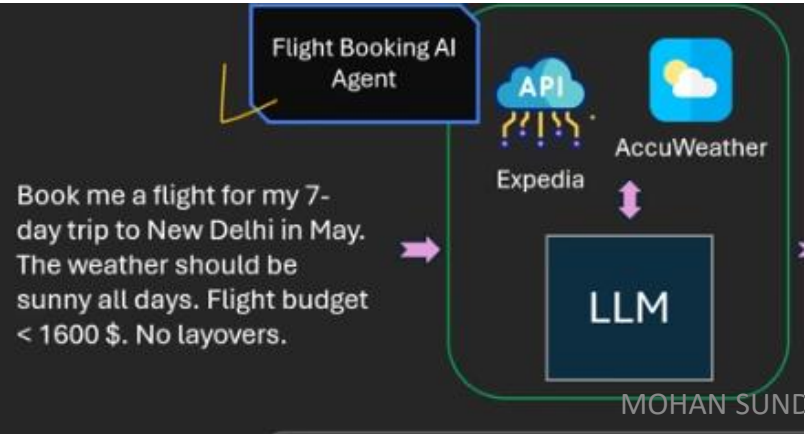 Flight Booking AI
Agent
API
Expedia
AccuWeather
Book me a flight for my 7-
day trip to New Delhi in May.
The weather should be
sunny all days. Flight budget
< 1600 $. No layovers.
LLM
MOHAN SUND